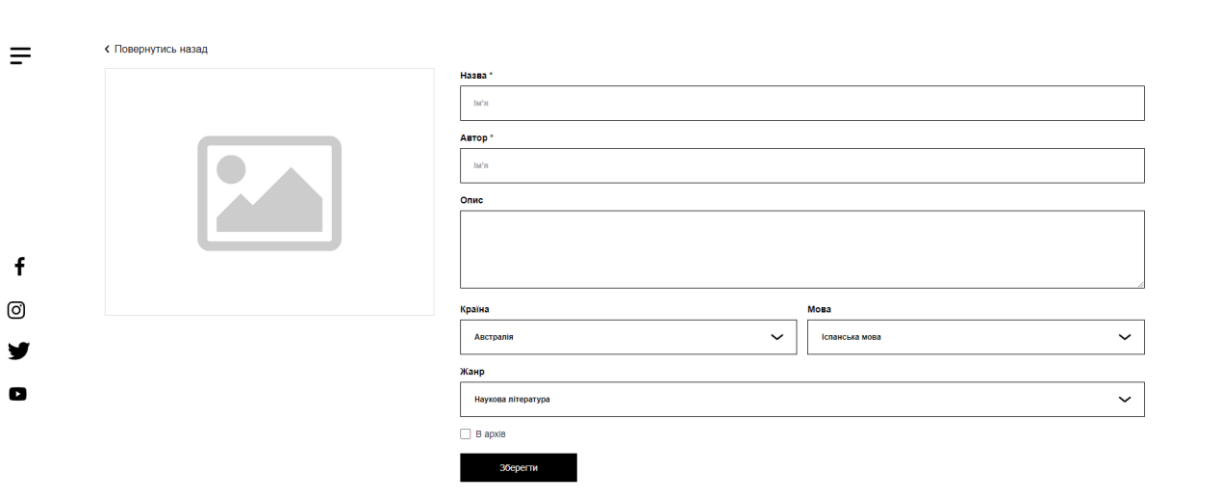 Повернутись назад
Назва *
Ім'я
Автор *
Ім'я
Опис
Країна
Мова
Австралія
Іспанська мова
Жанр
Наукова література
В архів
Зберегти